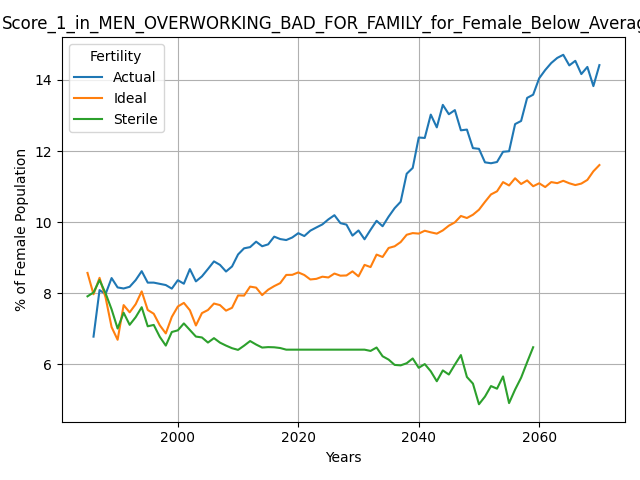 Score_1_in_MEN_OVERWORKING_BAD_FOR_FAMILY_for_Female_Below_Averag
Fertility
Actual
Ideal
Sterile
% of Female Population
14
12
10
8
6
2000 2020 2040 2060
Years